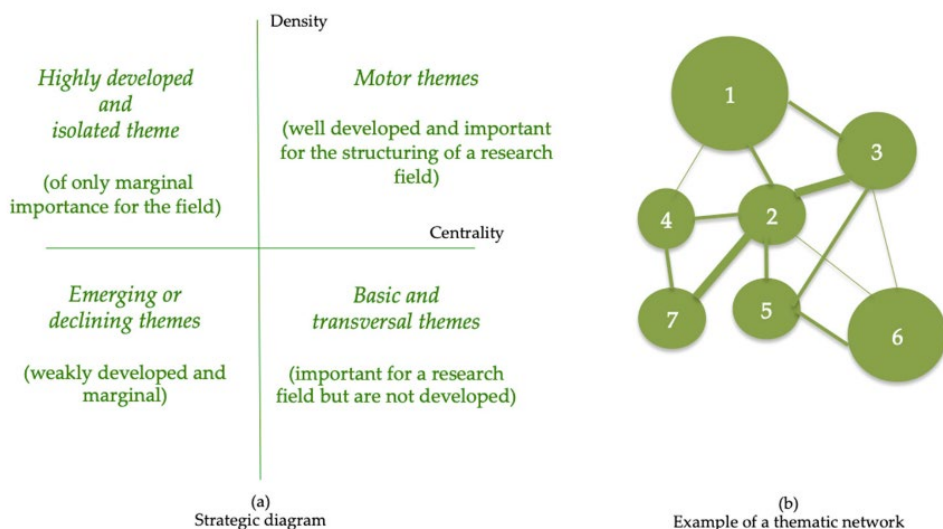 Density
Highly developed
and
isolated theme
(of only marginal
importance for the field)
Motor themes
(well developed and important
for the structuring of a research
field)
Centrality
Emerging or
declining themes
(weakly developed and
marginal)
Basic and
transversal themes
(important for a research
field but are not developed)
(a)
Strategic diagram
1
3
4
2
7
5
6
(b)
Example of a thematic network